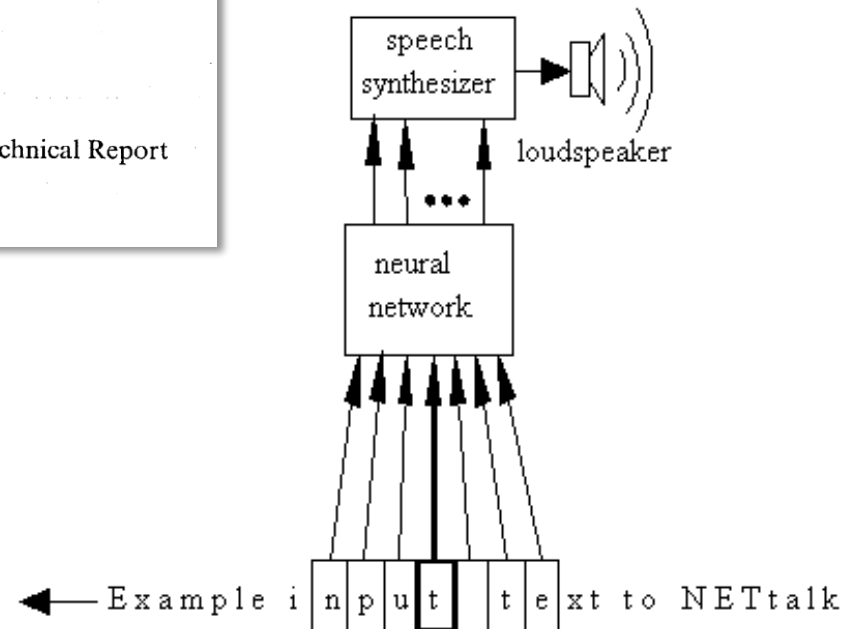 chnical Report
speech
synthesizer
loudspeaker
neural
network
Example input text to NETtalk